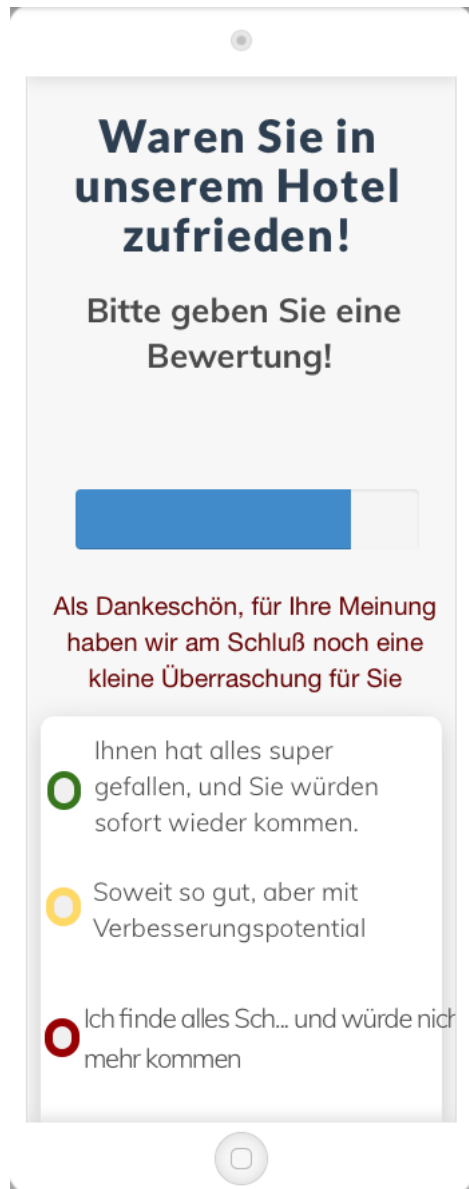 Waren Sie in
unserem Hotel
zufrieden!
Bitte geben Sie eine
Bewertung!
Als Dankeschön, für Ihre Meinung
haben wir am Schluß noch eine
kleine Überraschung für Sie
Ihnen hat alles super
gefallen, und Sie würden
sofort wieder kommen.
Soweit so gut, aber mit
Verbesserungspotential
Ich finde alles Sch... und würde nich
mehr kommen